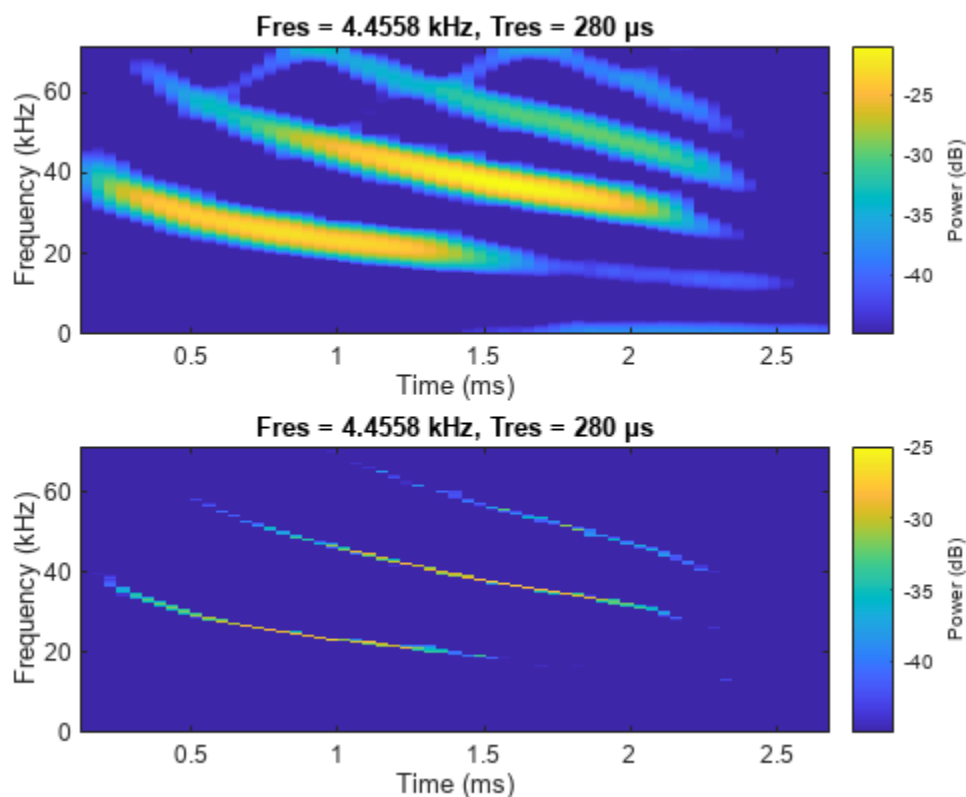 Fres = 4.4558 kHz, Tres = 280 µs
60
40
20
0
Frequency (kHz)
0.5 1 1.5 2 2.5
Time (ms)
-25
-30
-35
-40
Power (dB)
Fres = 4.4558 kHz, Tres = 280 µs
60
40
20
0
Frequency (kHz)
0.5 1 1.5 2 2.5
Time (ms)
-25
-30
-35
-40
Power (dB)